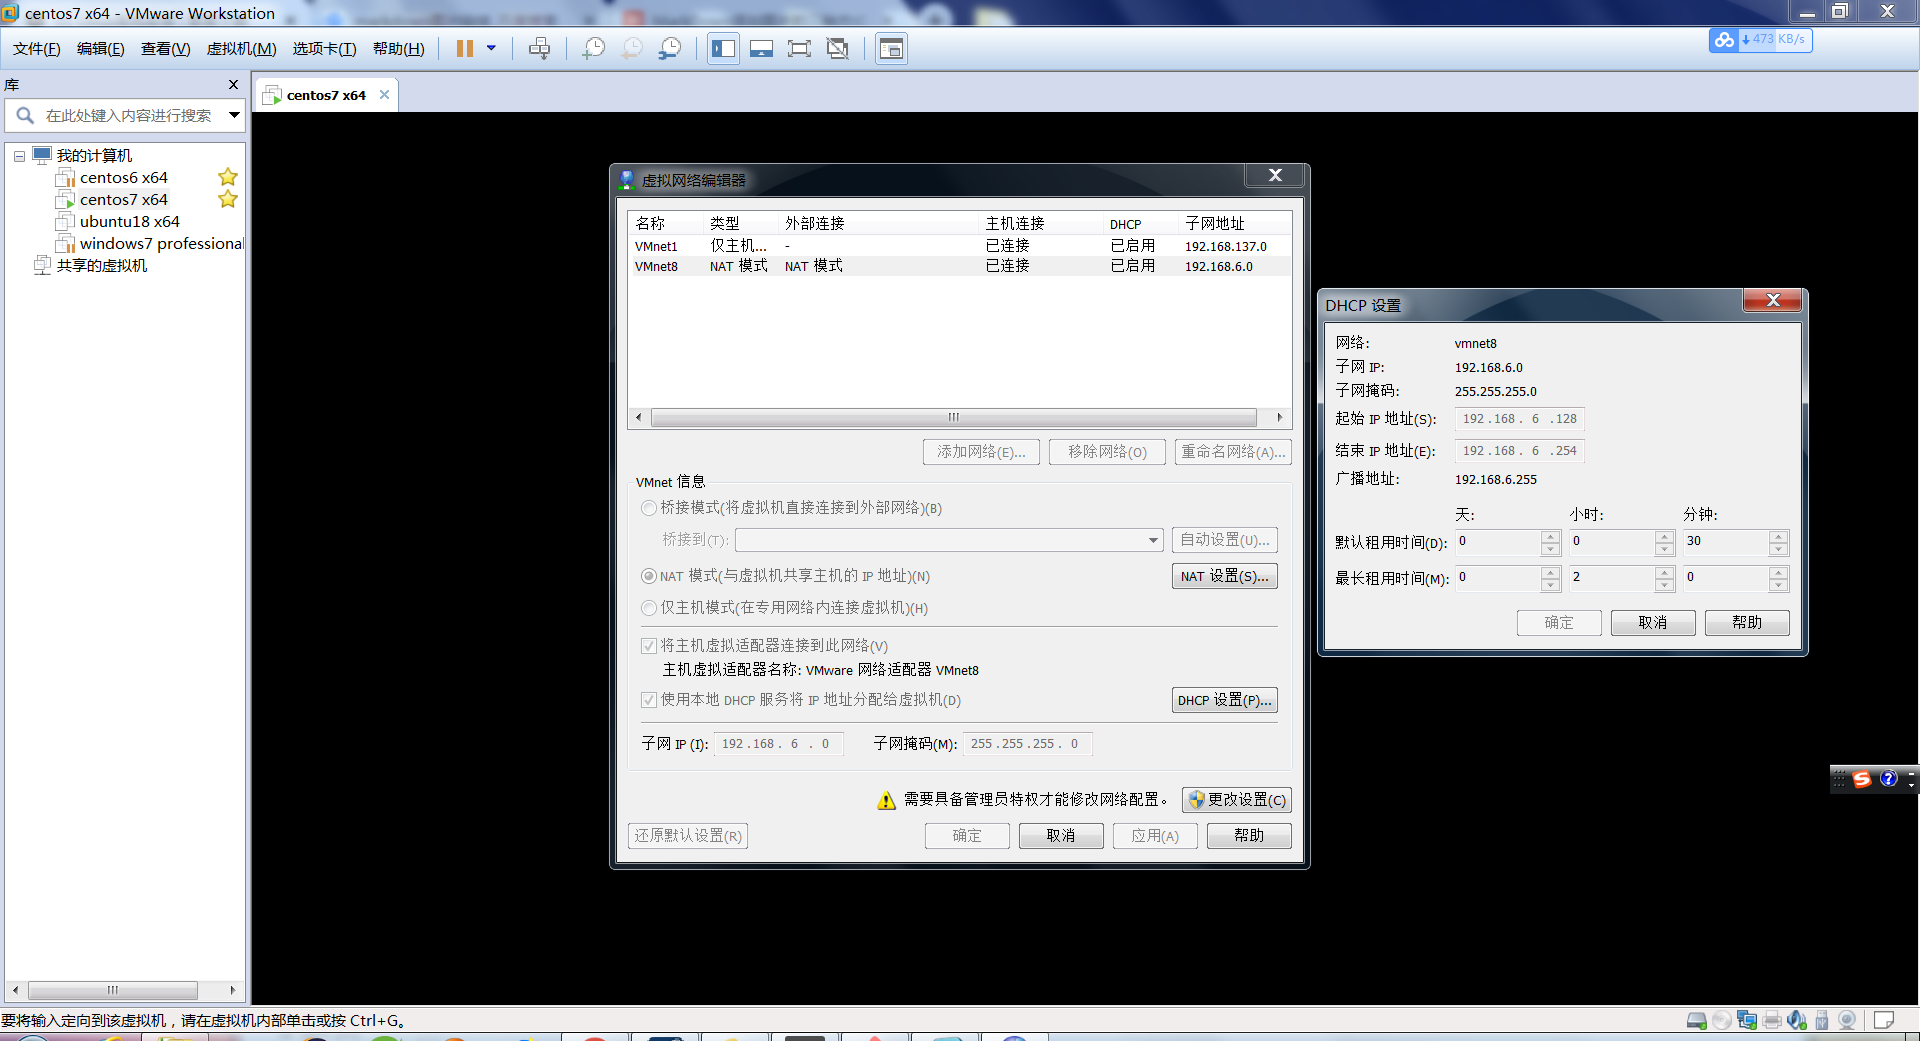 centos7 x64 - VMware Workstation
文件(F) 编辑(E) 查看(V) 虚拟机(M) 选项卡(T) 帮助(H)
473 KB/s
库
在此处键入内容进行搜索
我的计算机
centos6 x64
centos7 x64
ubuntu18 x64
windows7 professional
共享的虚拟机
centos7 x64
虚拟网络编辑器
名称 类型 外部连接 主机连接 DHCP 子网地址
VMnet1 仅主机... - 已连接 已启用 192.168.137.0
VMnet8 NAT 模式 NAT 模式 已连接 已启用 192.168.6.0
添加网络(E)... 移除网络(O) 重命名网络(A)...
VMnet 信息
桥接模式(将虚拟机直接连接到外部网络)(B)
桥接到(T): 自动设置(U)...
NAT 模式(与虚拟机共享主机的 IP 地址)(N) NAT 设置(S)...
仅主机模式(在专用网络内连接虚拟机)(H)
将主机虚拟适配器连接到此网络(V)
主机虚拟适配器名称: VMware 网络适配器 VMnet8
使用本地 DHCP 服务将 IP 地址分配给虚拟机(D) DHCP 设置(P)...
子网 IP (I): 192.168. 6 . 0 子网掩码(M): 255.255.255. 0
需要具备管理员特权才能修改网络配置。 更改设置(C)
还原默认设置(R) 确定 取消 应用(A) 帮助
DHCP 设置
网络: vmnet8
子网 IP: 192.168.6.0
子网掩码: 255.255.255.0
起始 IP 地址(S): 192.168. 6 .128
结束 IP 地址(E): 192.168. 6 .254
广播地址: 192.168.6.255
天: 小时: 分钟:
默认租用时间(D): 0 0 30
最长租用时间(M): 0 2 0
确定 取消 帮助
要将输入定向到该虚拟机，请在虚拟机内部单击或按 Ctrl+G。